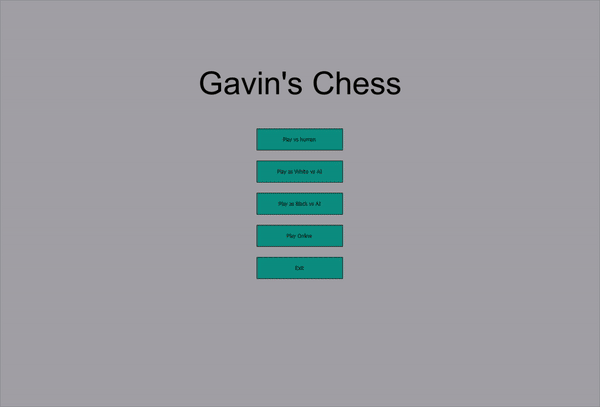 Gavin's Chess
Play vs human
Play as White vs AI
Play as Black vs AI
Play Online
Exit